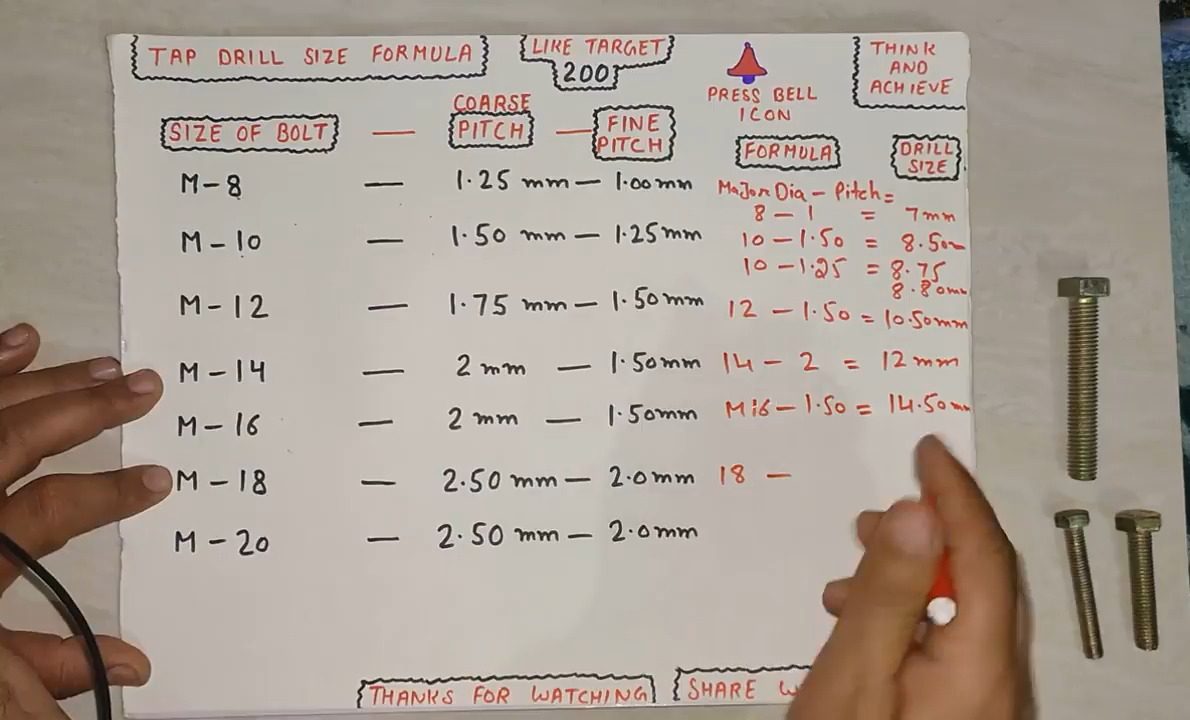 TAP DRILL SIZE FORMULA
LIKE TARGET
200
PRESS BELL
ICON
THINK
AND
ACHIEVE
SIZE OF BOLT — COARSE PITCH — FINE PITCH
FORMULA
DRILL
SIZE
Major Dia - Pitch =
M-8 — 1.25 mm — 1.00mm
8 - 1 = 7mm
M-10 — 1.50 mm — 1.25mm
10 - 1.50 = 8.50m
10 - 1.25 = 8.75
8.80mm
M-12 — 1.75 mm — 1.50mm
12 - 1.50 = 10.50mm
M-14 — 2 mm — 1.50mm 14 - 2 = 12mm
M-16 — 2 mm — 1.50mm M16 - 1.50 = 14.50mm
M-18 — 2.50 mm — 2.0mm 18 —
M-20 — 2.50 mm — 2.0mm
THANKS FOR WATCHING
SHARE